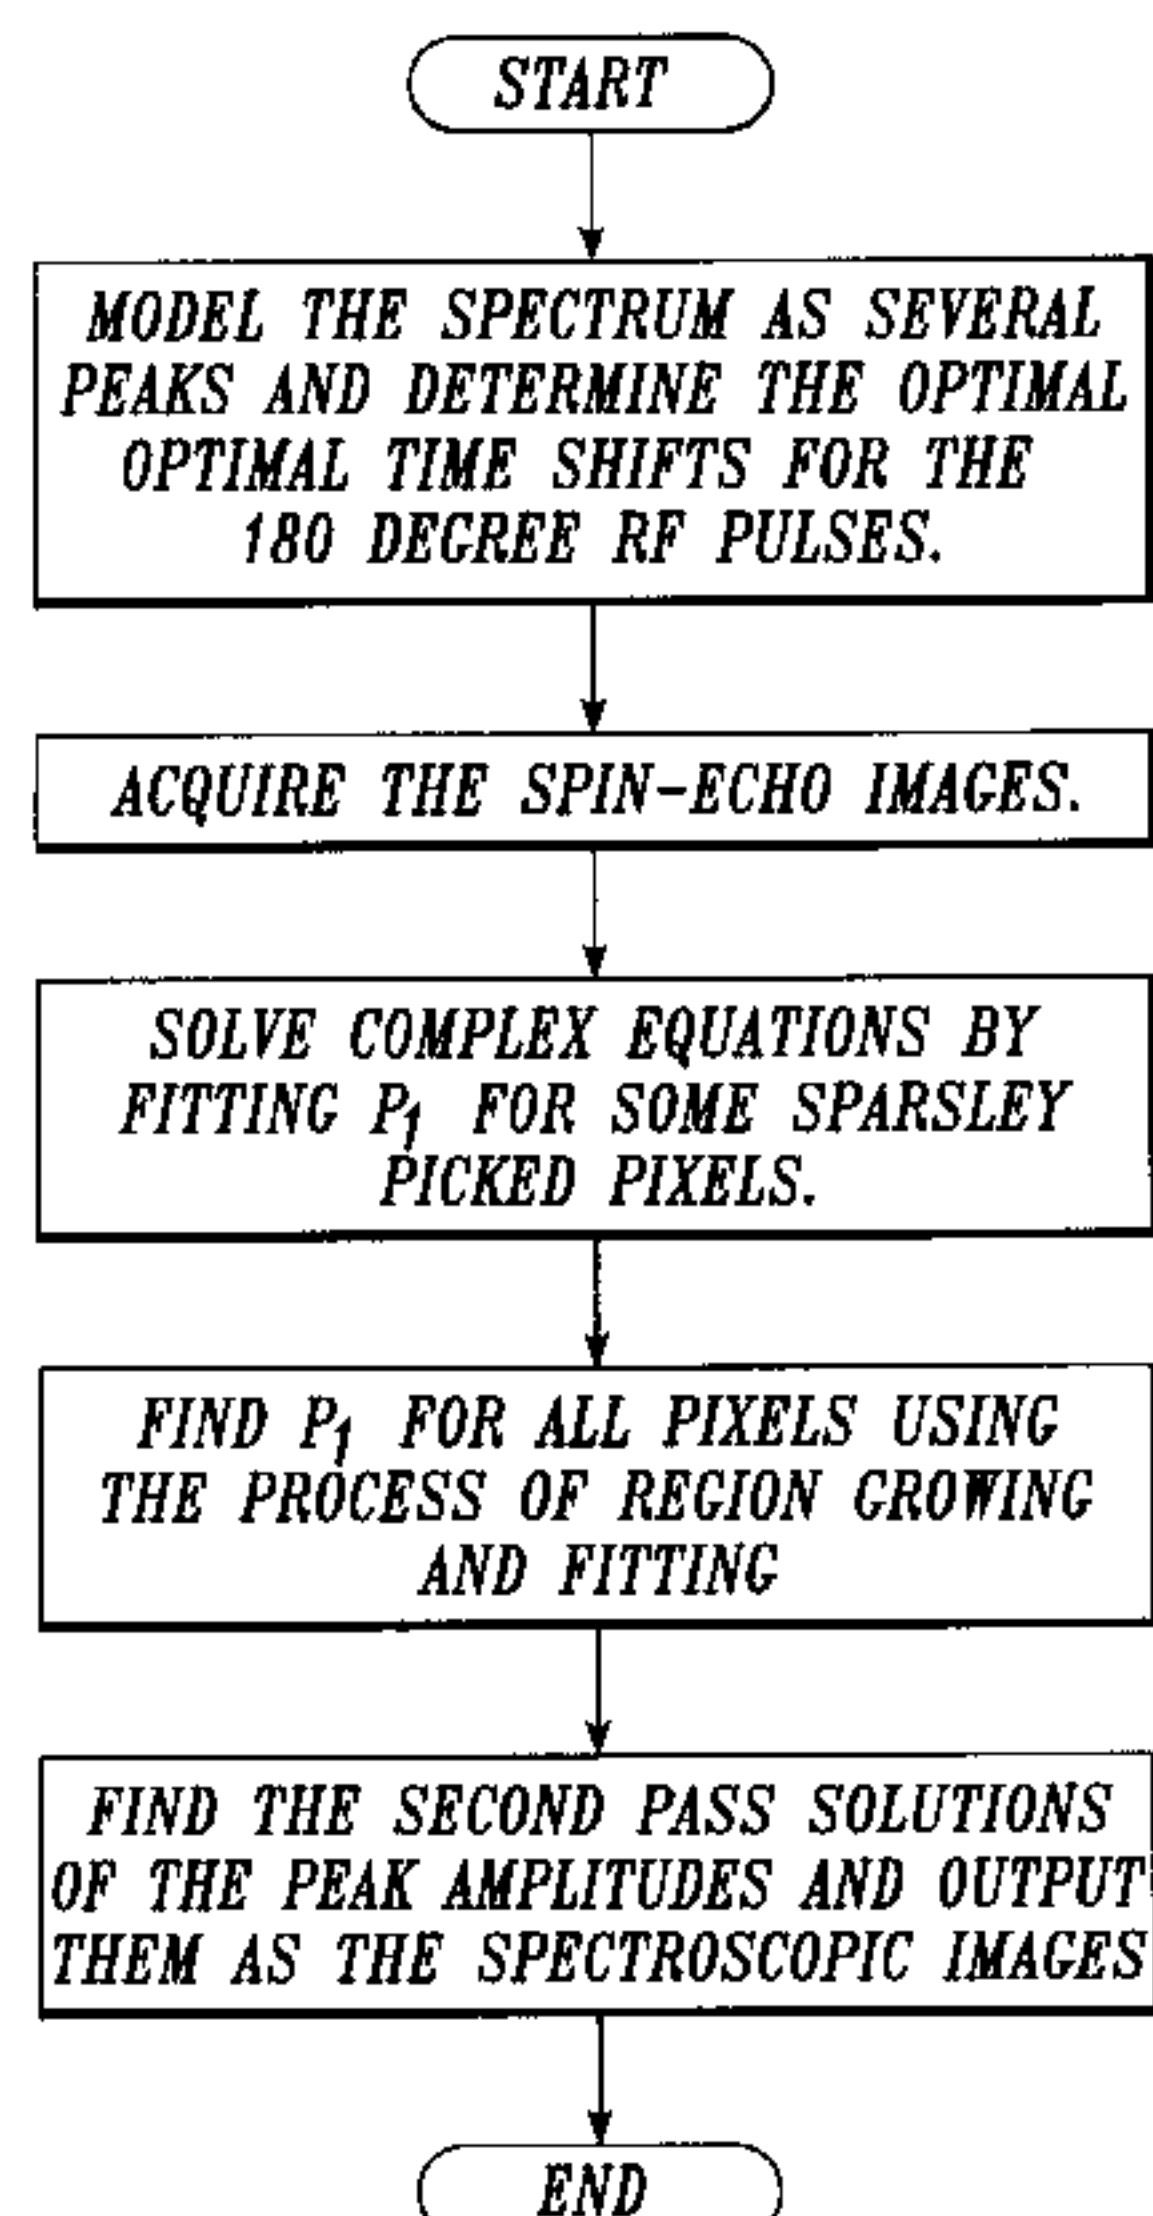 START
MODEL THE SPECTRUM AS SEVERAL
PEAKS AND DETERMINE THE OPTIMAL
OPTIMAL TIME SHIFTS FOR THE
180 DEGREE RF PULSES.
ACQUIRE THE SPIN-ECHO IMAGES.
SOLVE COMPLEX EQUATIONS BY
FITTING P₁ FOR SOME SPARSLEY
PICKED PIXELS.
FIND P₁ FOR ALL PIXELS USING
THE PROCESS OF REGION GROWING
AND FITTING
FIND THE SECOND PASS SOLUTIONS
OF THE PEAK AMPLITUDES AND OUTPUT
THEM AS THE SPECTROSCOPIC IMAGES
END